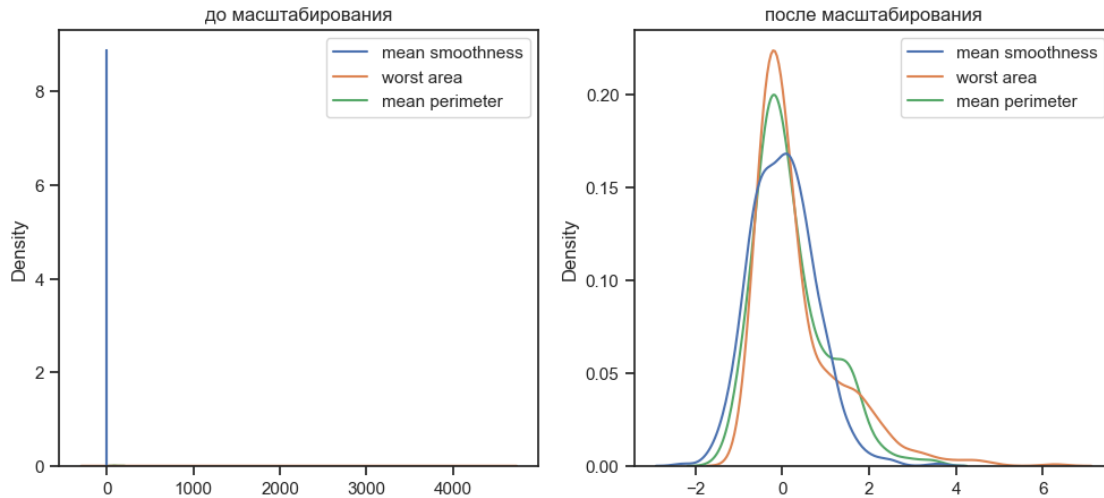 до масштабирования
mean smoothness
worst area
mean perimeter
Density
8
6
4
2
0
0 1000 2000 3000 4000
после масштабирования
mean smoothness
worst area
mean perimeter
Density
0.20
0.15
0.10
0.05
0.00
−2 0 2 4 6